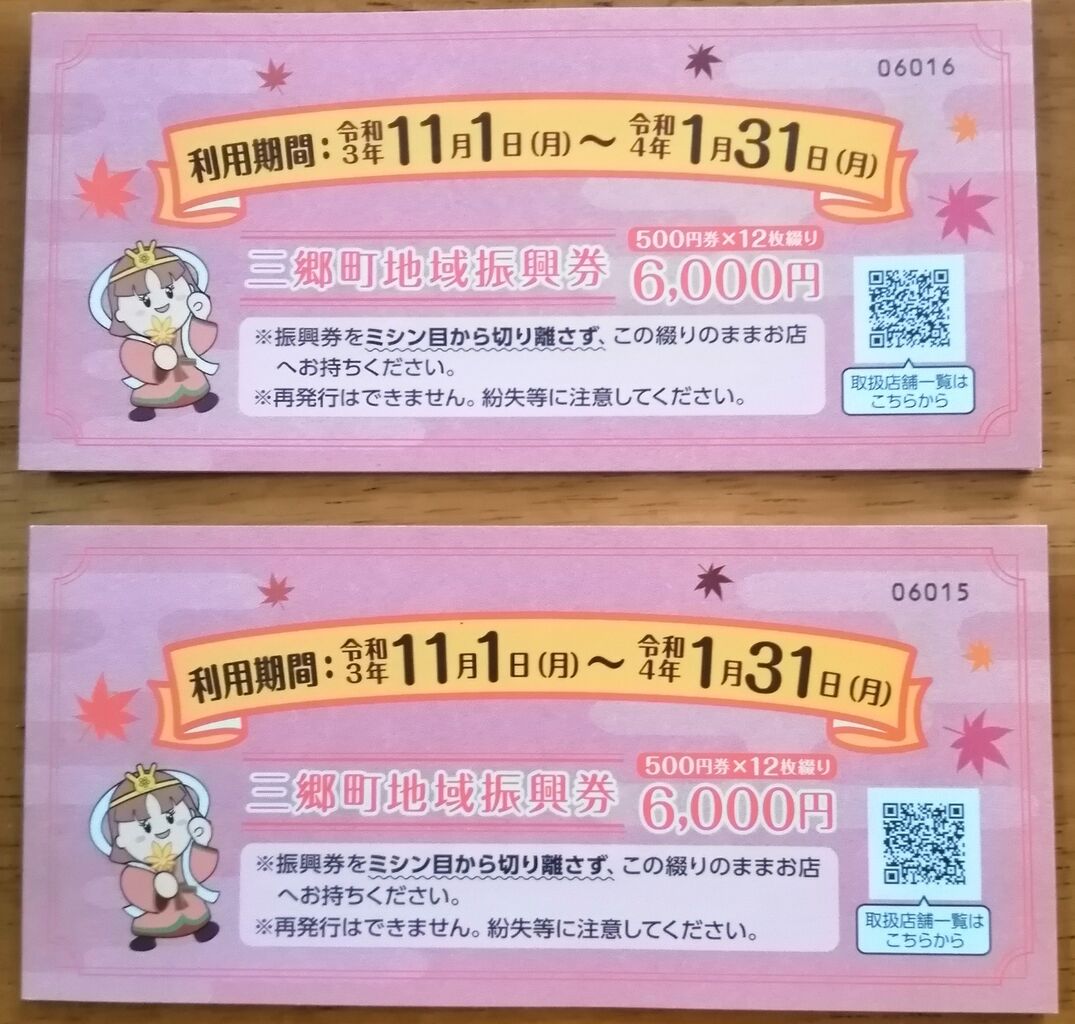 06016
利用期間：令和3年11月1日(月)～令和4年1月31日(月)
三郷町地域振興券
500円券×12枚綴り
6,000円
※振興券をミシン目から切り離さず、この綴りのままお店
へお持ちください。
※再発行はできません。紛失等に注意してください。
取扱店舗一覧は
こちらから
06015
利用期間：令和3年11月1日(月)～令和4年1月31日(月)
三郷町地域振興券
500円券×12枚綴り
6,000円
※振興券をミシン目から切り離さず、この綴りのままお店
へお持ちください。
※再発行はできません。紛失等に注意してください。
取扱店舗一覧は
こちらから